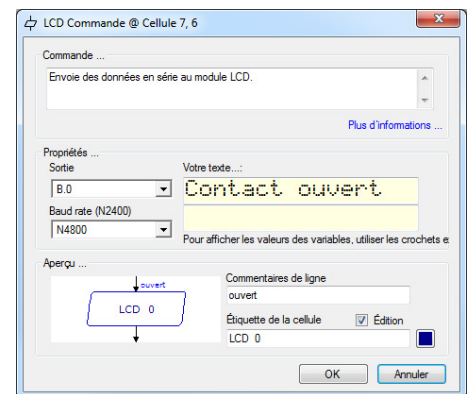 LCD Commande @ Cellule 7, 6
Commande ...
Envoie des données en série au module LCD.
Plus d'informations ...
Propriétés ...
Sortie
Votre texte...:
B.0
Contact ouvert
Baud rate (N2400)
N4800
Pour afficher les valeurs des variables, utiliser les crochets e
Aperçu ...
ouvert
LCD 0
Commentaires de ligne
ouvert
Étiquette de la cellule
Édition
LCD 0
OK
Annuler